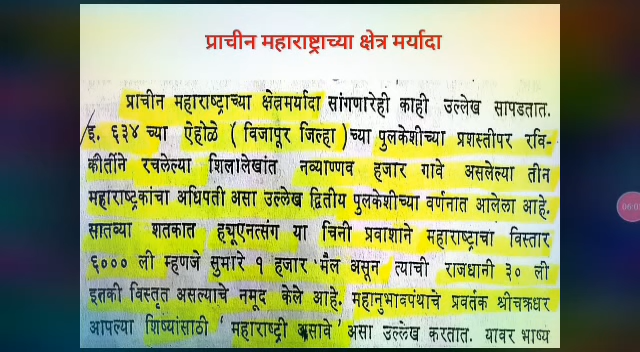 प्राचीन महाराष्ट्राच्या क्षेत्र मर्यादा
प्राचीन महाराष्ट्राच्या क्षेत्रमर्यादा सांगणारेही काही उल्लेख सापडतात.
इ. ६३४ च्या ऐहोळे ( विजापूर जिल्हा ) च्या पुलकेशीच्या प्रशस्तीपर रवि-
कीर्तीने रचलेल्या शिलालेखांत नव्याण्णव हजार गावे असलेल्या तीन
महाराष्ट्रकांचा अधिपती असा उल्लेख द्वितीय पुलकेशीच्या वर्णनात आलेला आहे.
सातव्या शतकात ह्यूएनत्संग या चिनी प्रवाशाने महाराष्ट्राचा विस्तार
६००० ली म्हणजे सुमारे १ हजार मैल असून त्याची राजधानी ३० ली
इतकी विस्तृत असल्याचे नमूद केले आहे. महानुभावपंथाचे प्रवर्तक श्रीचक्रधर
आपल्या शिष्यांसाठी ' महाराष्ट्री असावे ' असा उल्लेख करतात. यावर भाष्य